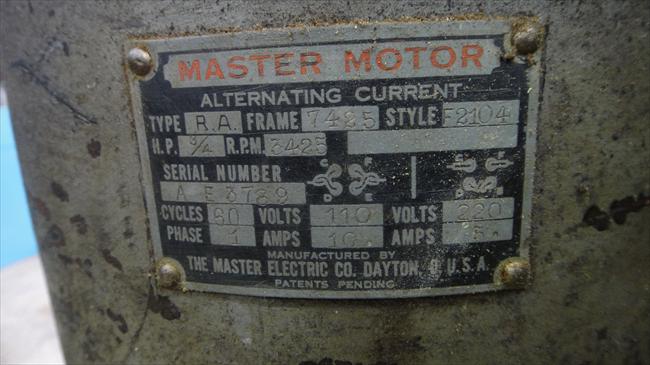 MASTER MOTOR
ALTERNATING CURRENT
TYPE R.A. FRAME 7485 STYLE F2104
H.P. 3/4 R.P.M. 3425
SERIAL NUMBER
A E 3789
CYCLES 60 VOLTS 110 VOLTS 220
PHASE 1 AMPS 10. AMPS 5.
MANUFACTURED BY
THE MASTER ELECTRIC CO. DAYTON, O. U.S.A.
PATENTS PENDING